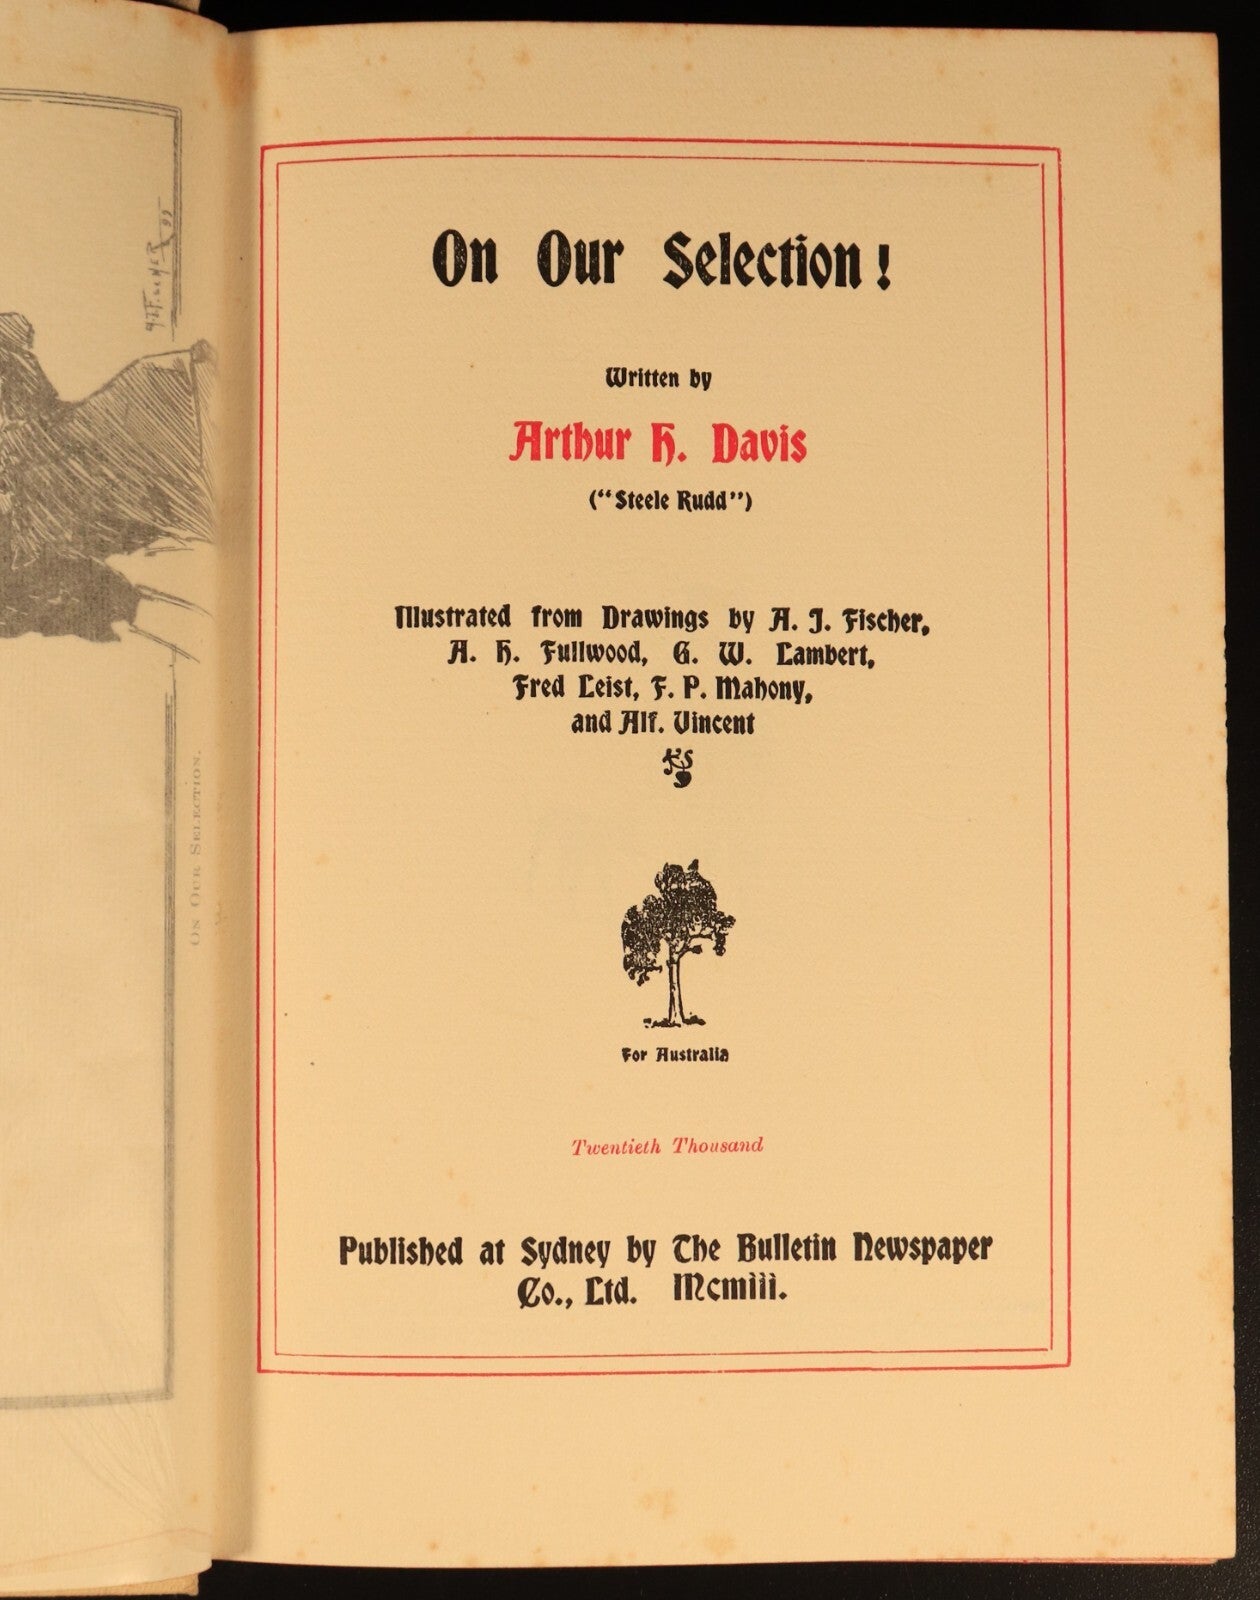 On Our Selection!
Written by
Arthur H. Davis
("Steele Rudd")
Illustrated from Drawings by A. J. Fischer,
A. H. Fullwood, G. W. Lambert,
Fred Leist, F. P. Mahony,
and Alf. Vincent
For Australia
Twentieth Thousand
Published at Sydney by The Bulletin Newspaper
Co., Ltd. Mcmiii.
On Our Selection.
A.J.FISCHER 95